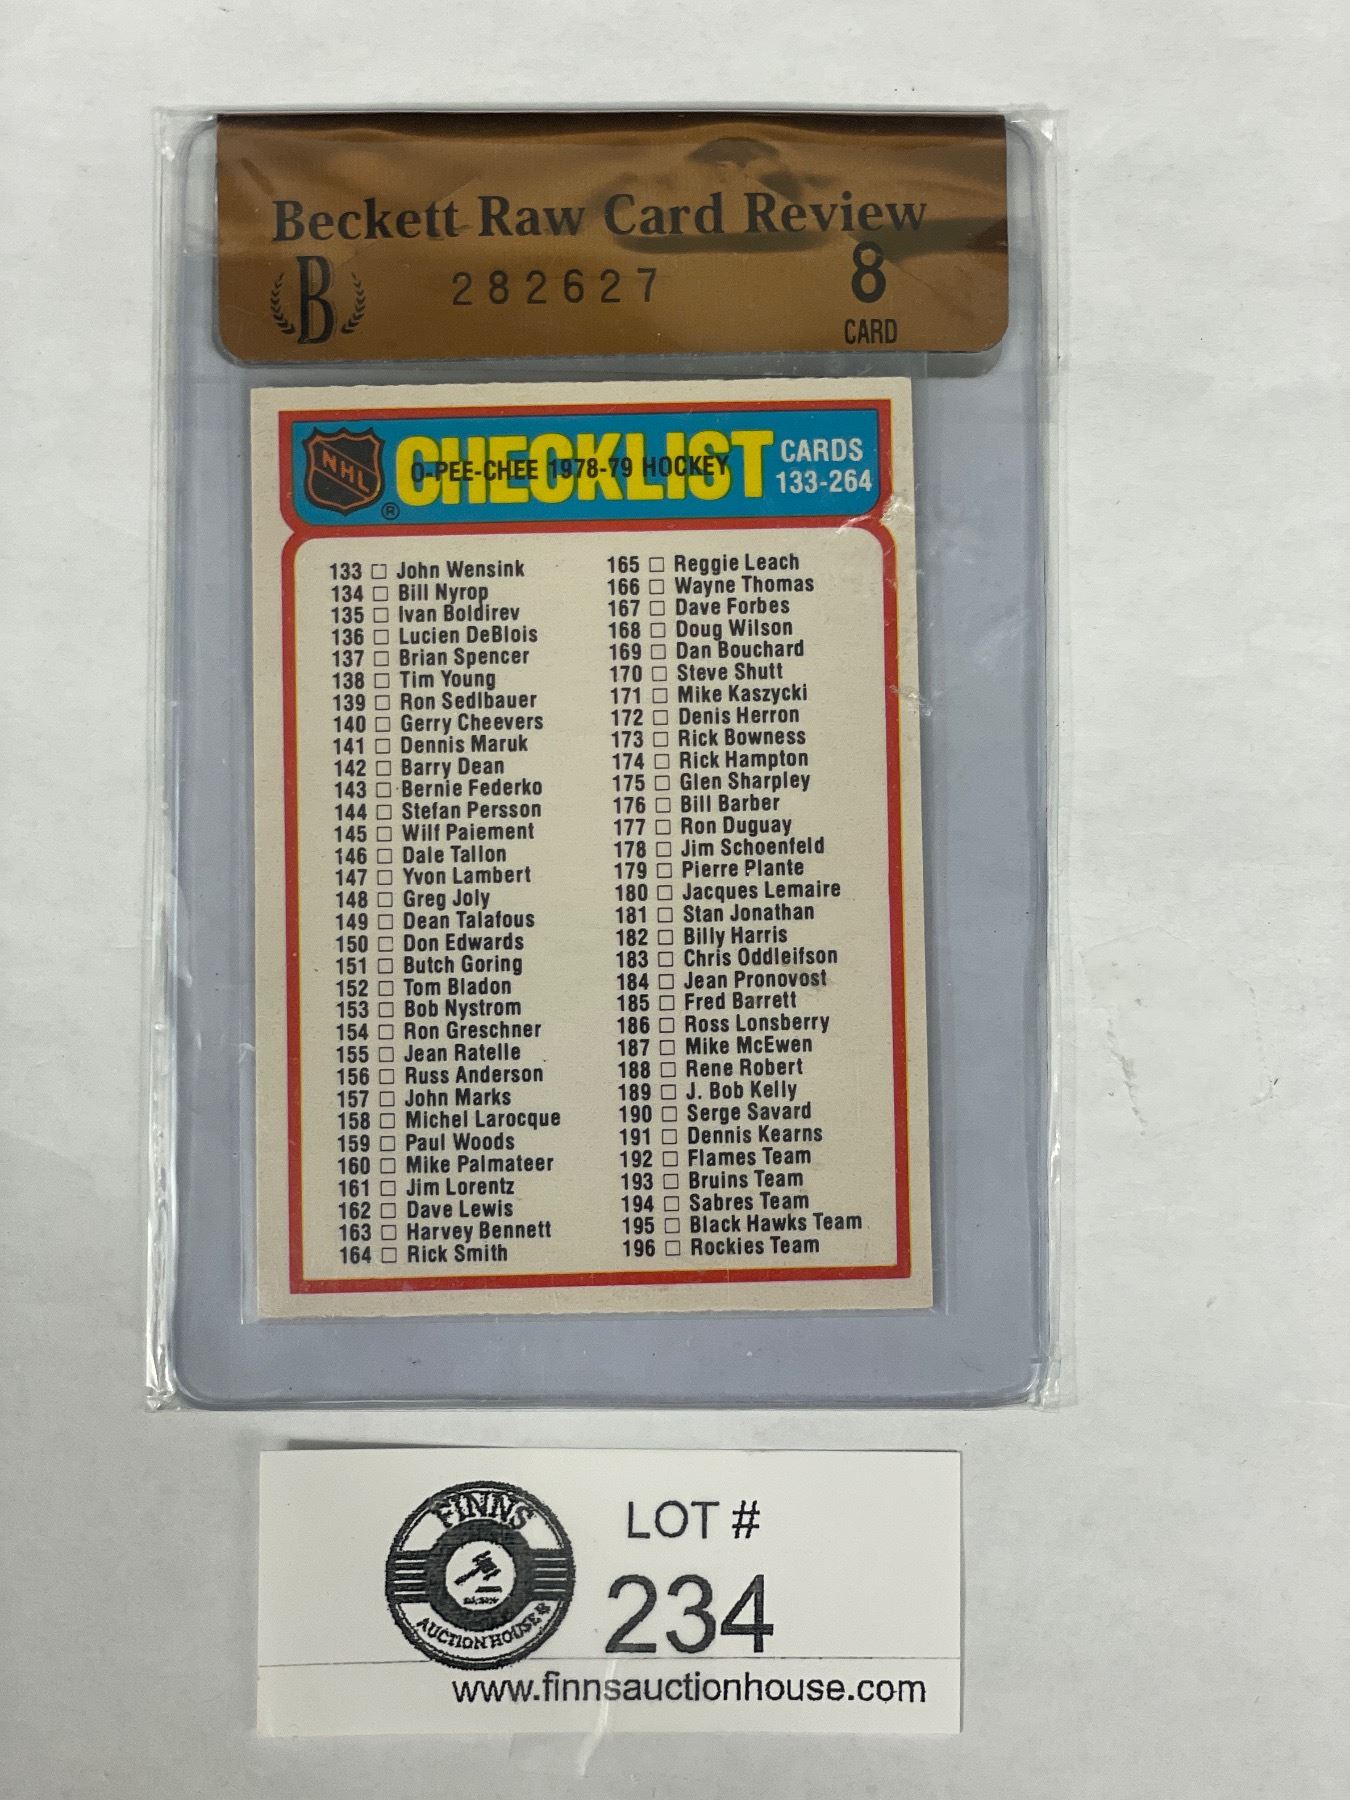 Beckett Raw Card Review
B 282627 8
CARD
NHL
®
CHECKLIST
O-PEE-CHEE 1978-79 HOCKEY
CARDS
133-264
133 □ John Wensink
134 □ Bill Nyrop
135 □ Ivan Boldirev
136 □ Lucien DeBlois
137 □ Brian Spencer
138 □ Tim Young
139 □ Ron Sedlbauer
140 □ Gerry Cheevers
141 □ Dennis Maruk
142 □ Barry Dean
143 □ Bernie Federko
144 □ Stefan Persson
145 □ Wilf Paiement
146 □ Dale Tallon
147 □ Yvon Lambert
148 □ Greg Joly
149 □ Dean Talafous
150 □ Don Edwards
151 □ Butch Goring
152 □ Tom Bladon
153 □ Bob Nystrom
154 □ Ron Greschner
155 □ Jean Ratelle
156 □ Russ Anderson
157 □ John Marks
158 □ Michel Larocque
159 □ Paul Woods
160 □ Mike Palmateer
161 □ Jim Lorentz
162 □ Dave Lewis
163 □ Harvey Bennett
164 □ Rick Smith
165 □ Reggie Leach
166 □ Wayne Thomas
167 □ Dave Forbes
168 □ Doug Wilson
169 □ Dan Bouchard
170 □ Steve Shutt
171 □ Mike Kaszycki
172 □ Denis Herron
173 □ Rick Bowness
174 □ Rick Hampton
175 □ Glen Sharpley
176 □ Bill Barber
177 □ Ron Duguay
178 □ Jim Schoenfeld
179 □ Pierre Plante
180 □ Jacques Lemaire
181 □ Stan Jonathan
182 □ Billy Harris
183 □ Chris Oddleifson
184 □ Jean Pronovost
185 □ Fred Barrett
186 □ Ross Lonsberry
187 □ Mike McEwen
188 □ Rene Robert
189 □ J. Bob Kelly
190 □ Serge Savard
191 □ Dennis Kearns
192 □ Flames Team
193 □ Bruins Team
194 □ Sabres Team
195 □ Black Hawks Team
196 □ Rockies Team
FINNS
AUCTION HOUSE
LOT #
234
www.finnsauctionhouse.com